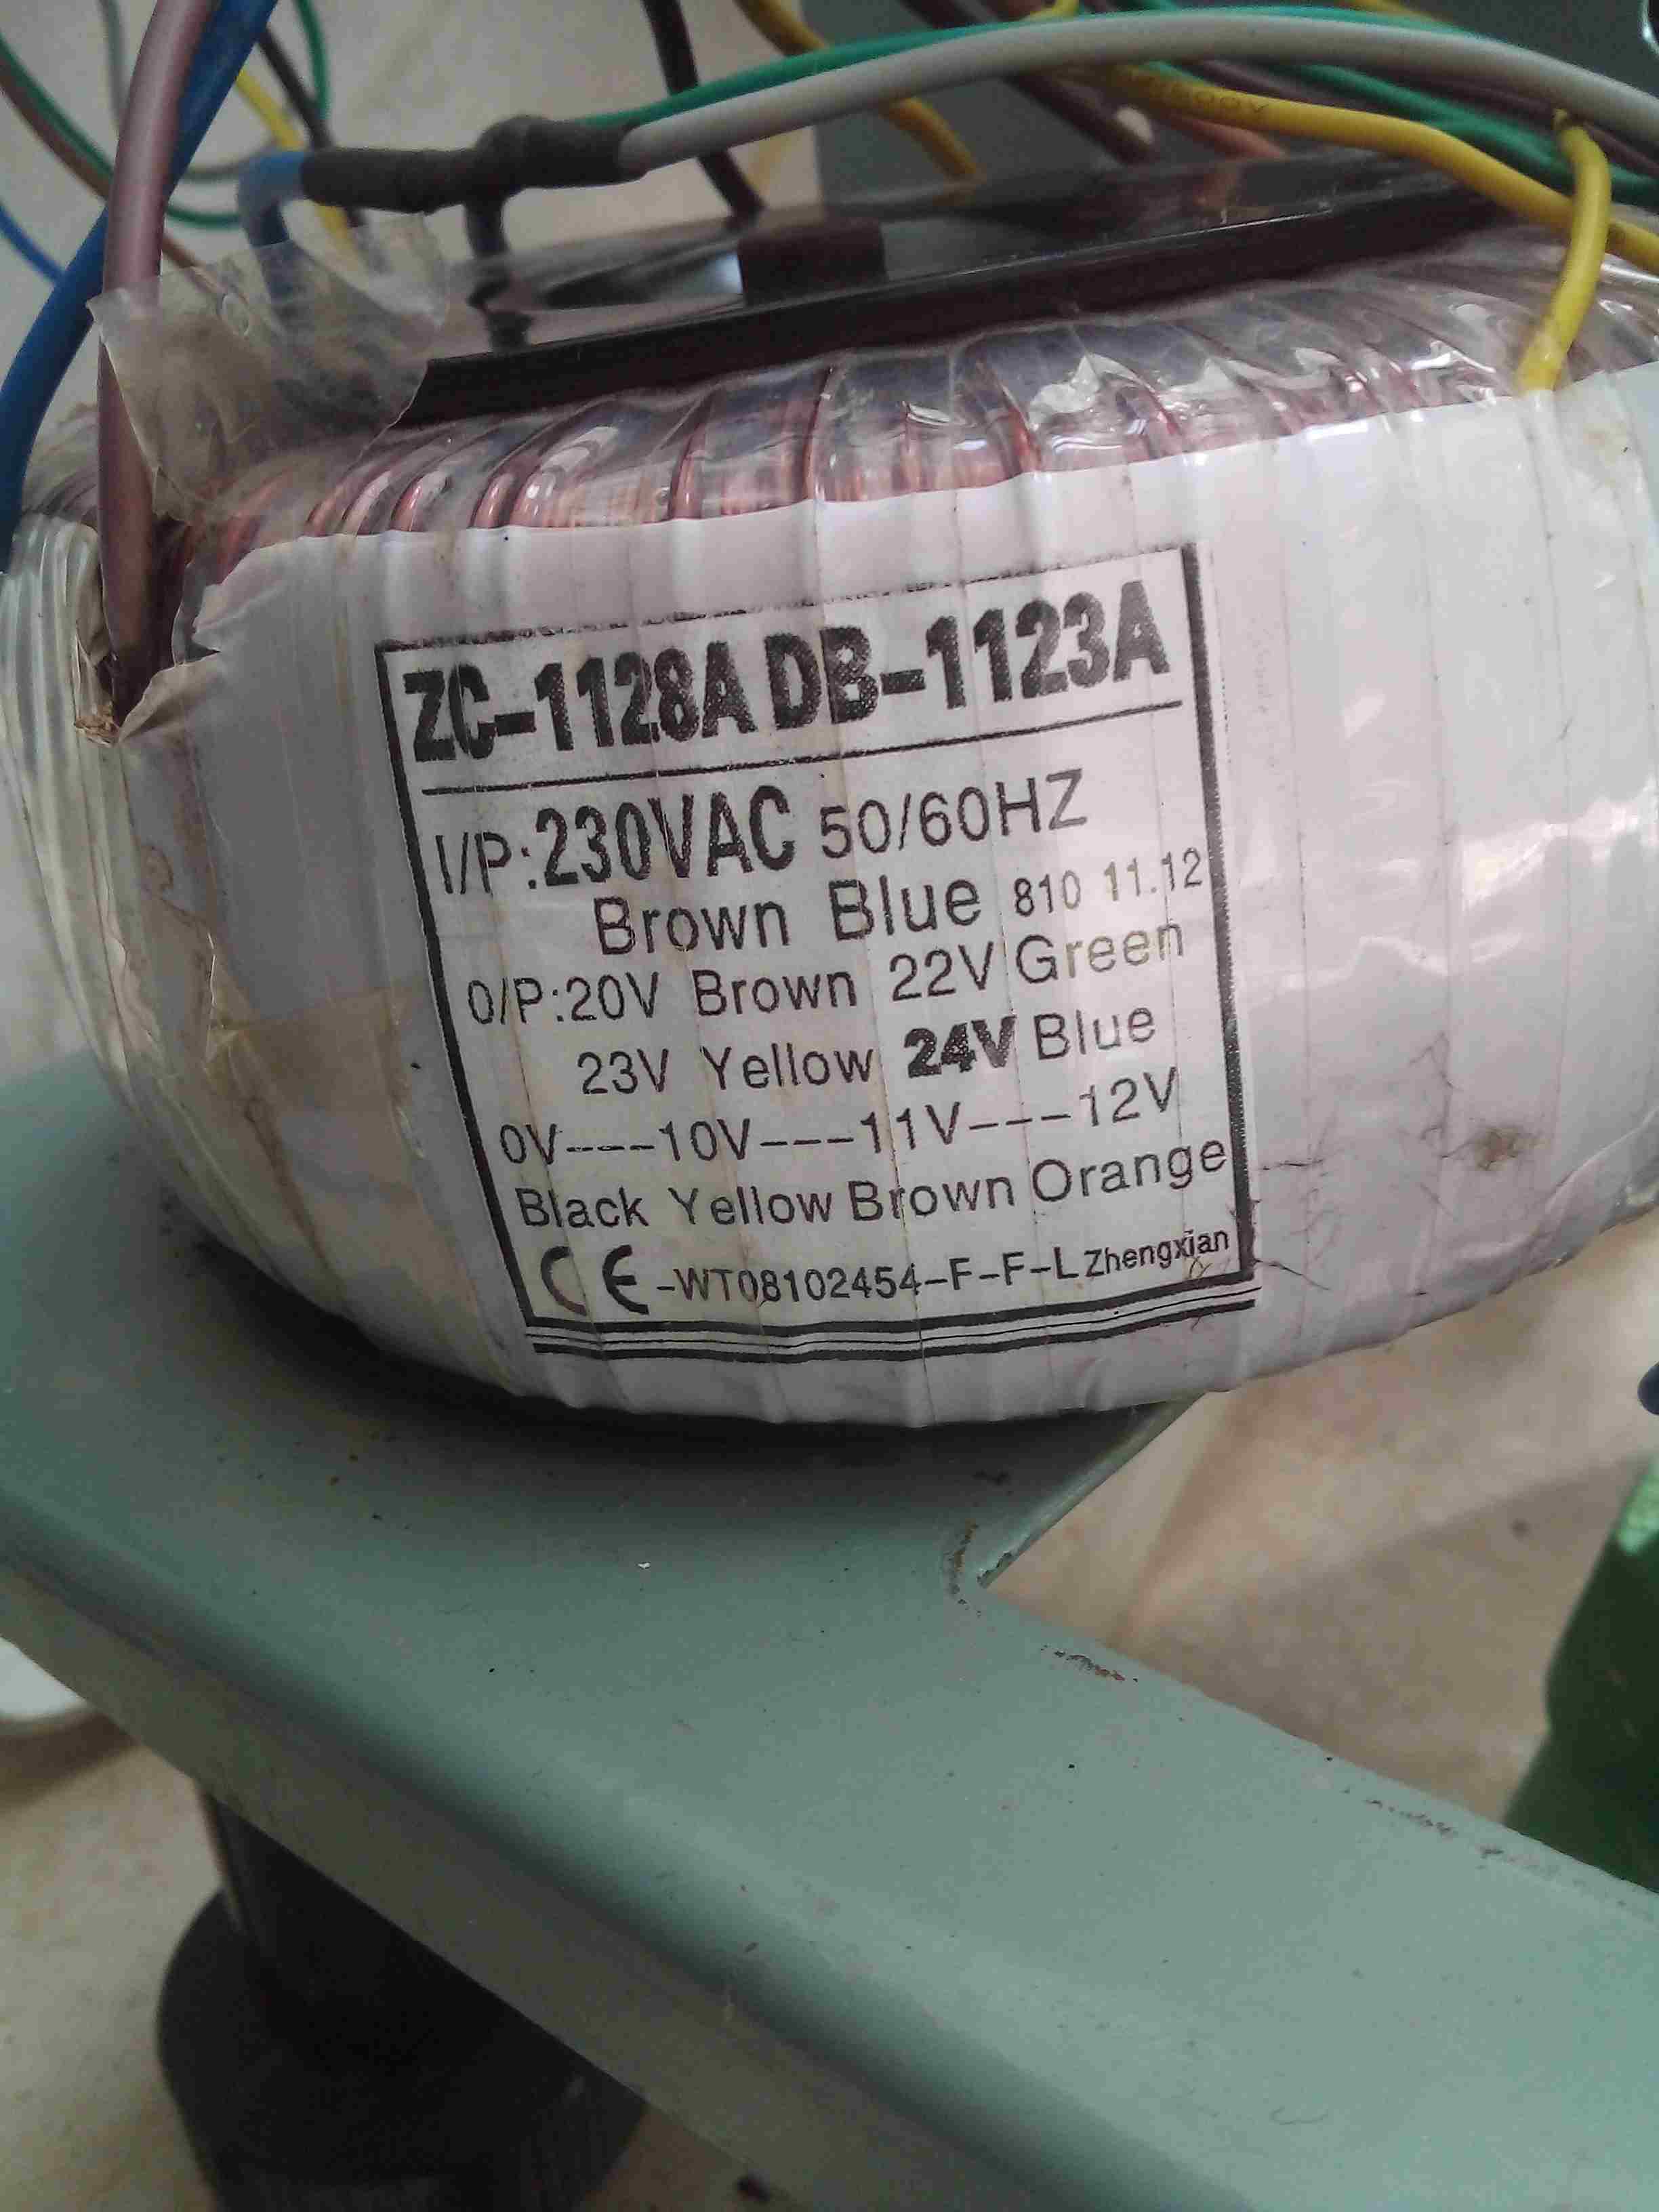 ZC-1128A DB-1123A
I/P:230VAC 50/60HZ
Brown Blue 810 11.12
0/P:20V Brown 22V Green
23V Yellow 24V Blue
0V----10V---11V---12V
Black Yellow Brown Orange
CE-WT08102454-F-F-L Zhengxian